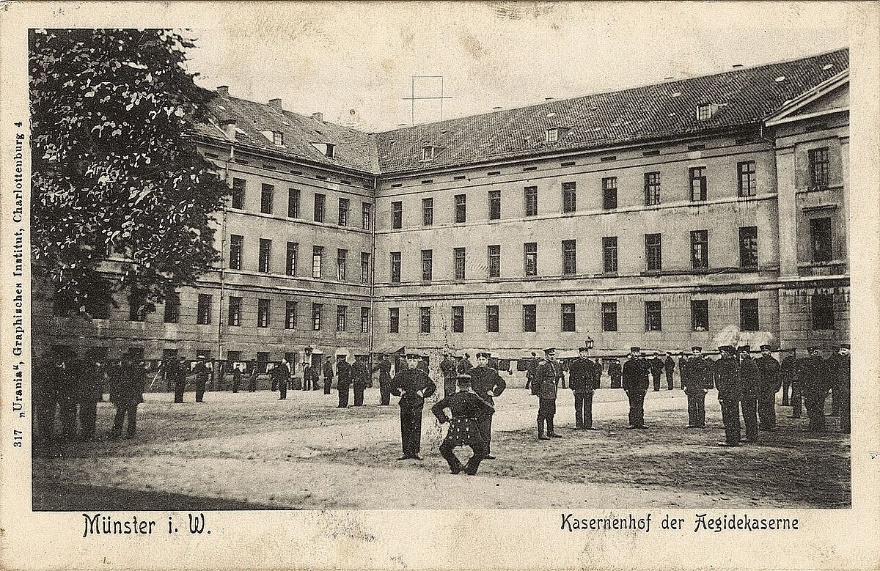 317 „Urania“, Graphisches Institut, Charlottenburg 4
Münster i. W.
Kasernenhof der Aegidekaserne